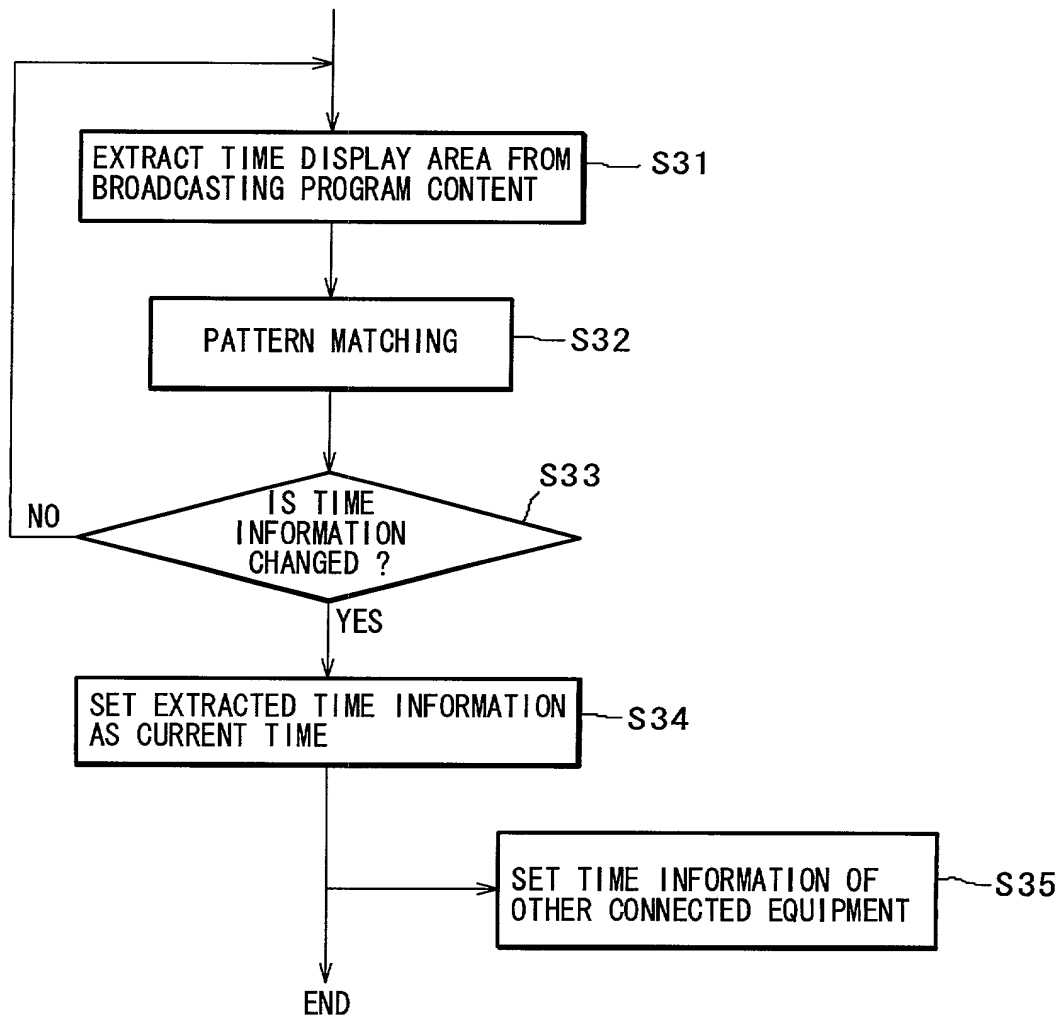 EXTRACT TIME DISPLAY AREA FROM
BROADCASTING PROGRAM CONTENT
S31
PATTERN MATCHING
S32
S33
IS TIME
INFORMATION
CHANGED ?
NO
YES
SET EXTRACTED TIME INFORMATION
AS CURRENT TIME
S34
SET TIME INFORMATION OF
OTHER CONNECTED EQUIPMENT
S35
END